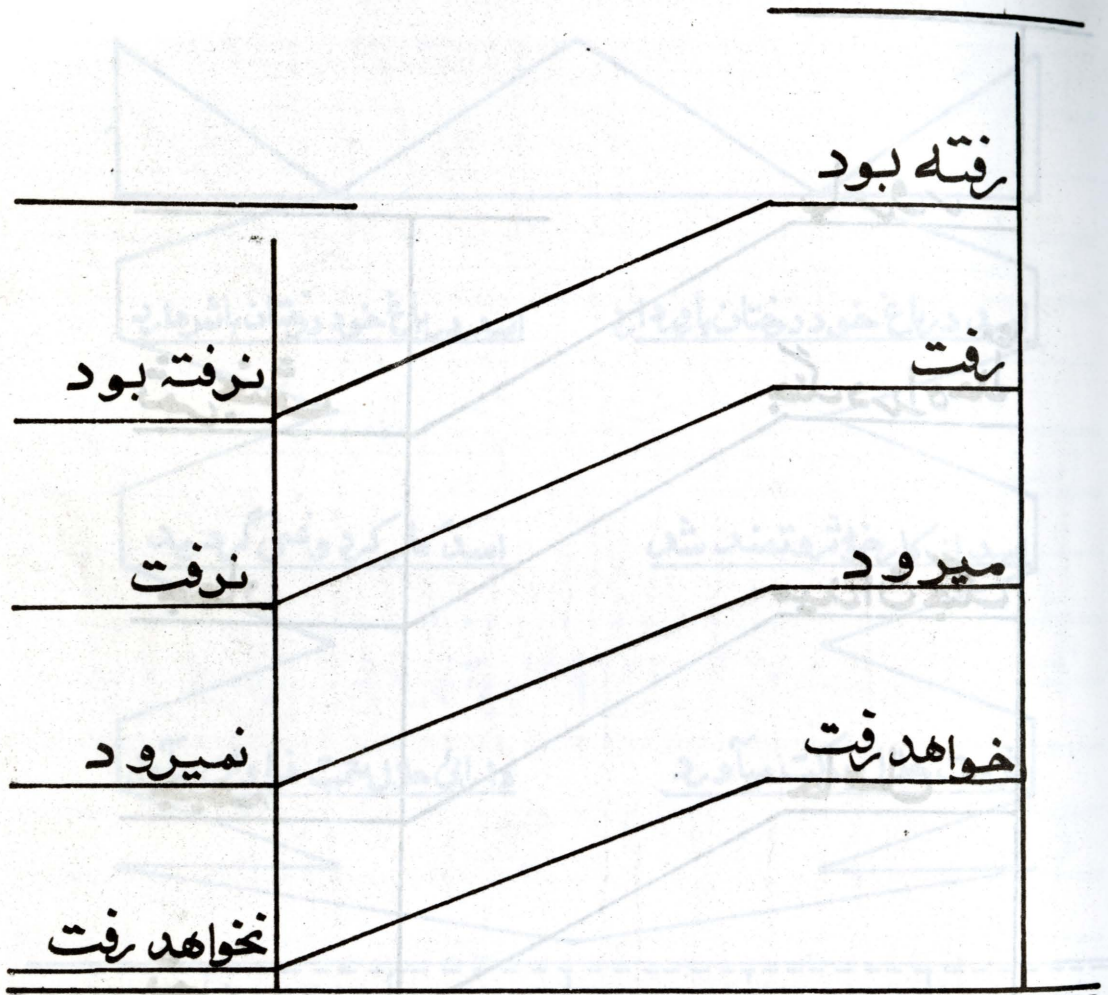 رفته بود
نرفته بود
رفت
نرفت
میرود
نمیرود
خواهد رفت
نخواهد رفت